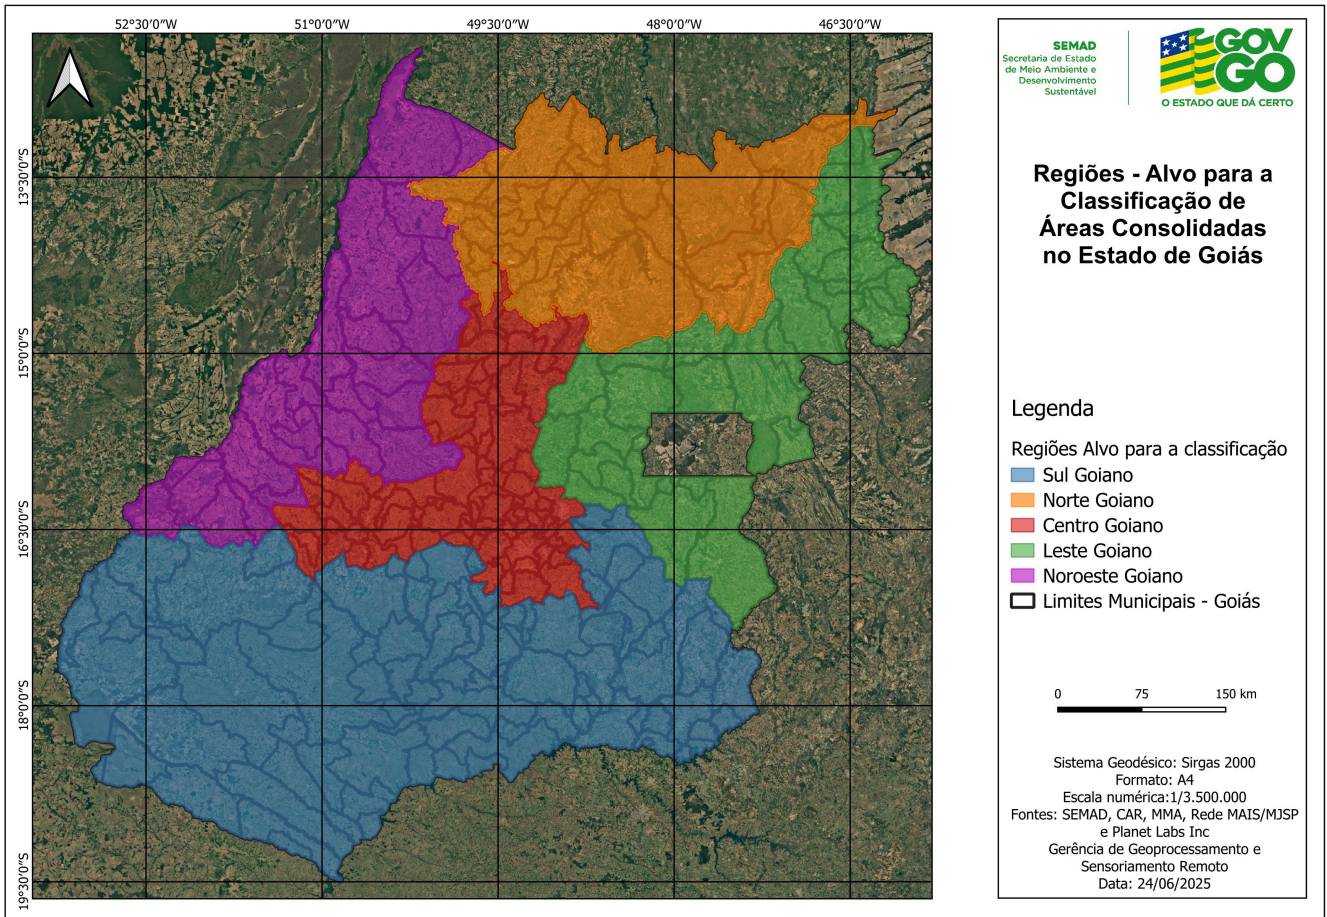 52°30'0"W 51°0'0"W 49°30'0"W 48°0'0"W 46°30'0"W
13°30'0"S
15°0'0"S
16°30'0"S
18°0'0"S
19°30'0"S
SEMAD
Secretaria de Estado
de Meio Ambiente e
Desenvolvimento
Sustentável
GOV
GO
O ESTADO QUE DÁ CERTO
Regiões - Alvo para a
Classificação de
Áreas Consolidadas
no Estado de Goiás
Legenda
Regiões Alvo para a classificação
Sul Goiano
Norte Goiano
Centro Goiano
Leste Goiano
Noroeste Goiano
Limites Municipais - Goiás
0 75 150 km
Sistema Geodésico: Sirgas 2000
Formato: A4
Escala numérica:1/3.500.000
Fontes: SEMAD, CAR, MMA, Rede MAIS/MJSP
e Planet Labs Inc
Gerência de Geoprocessamento e
Sensoriamento Remoto
Data: 24/06/2025